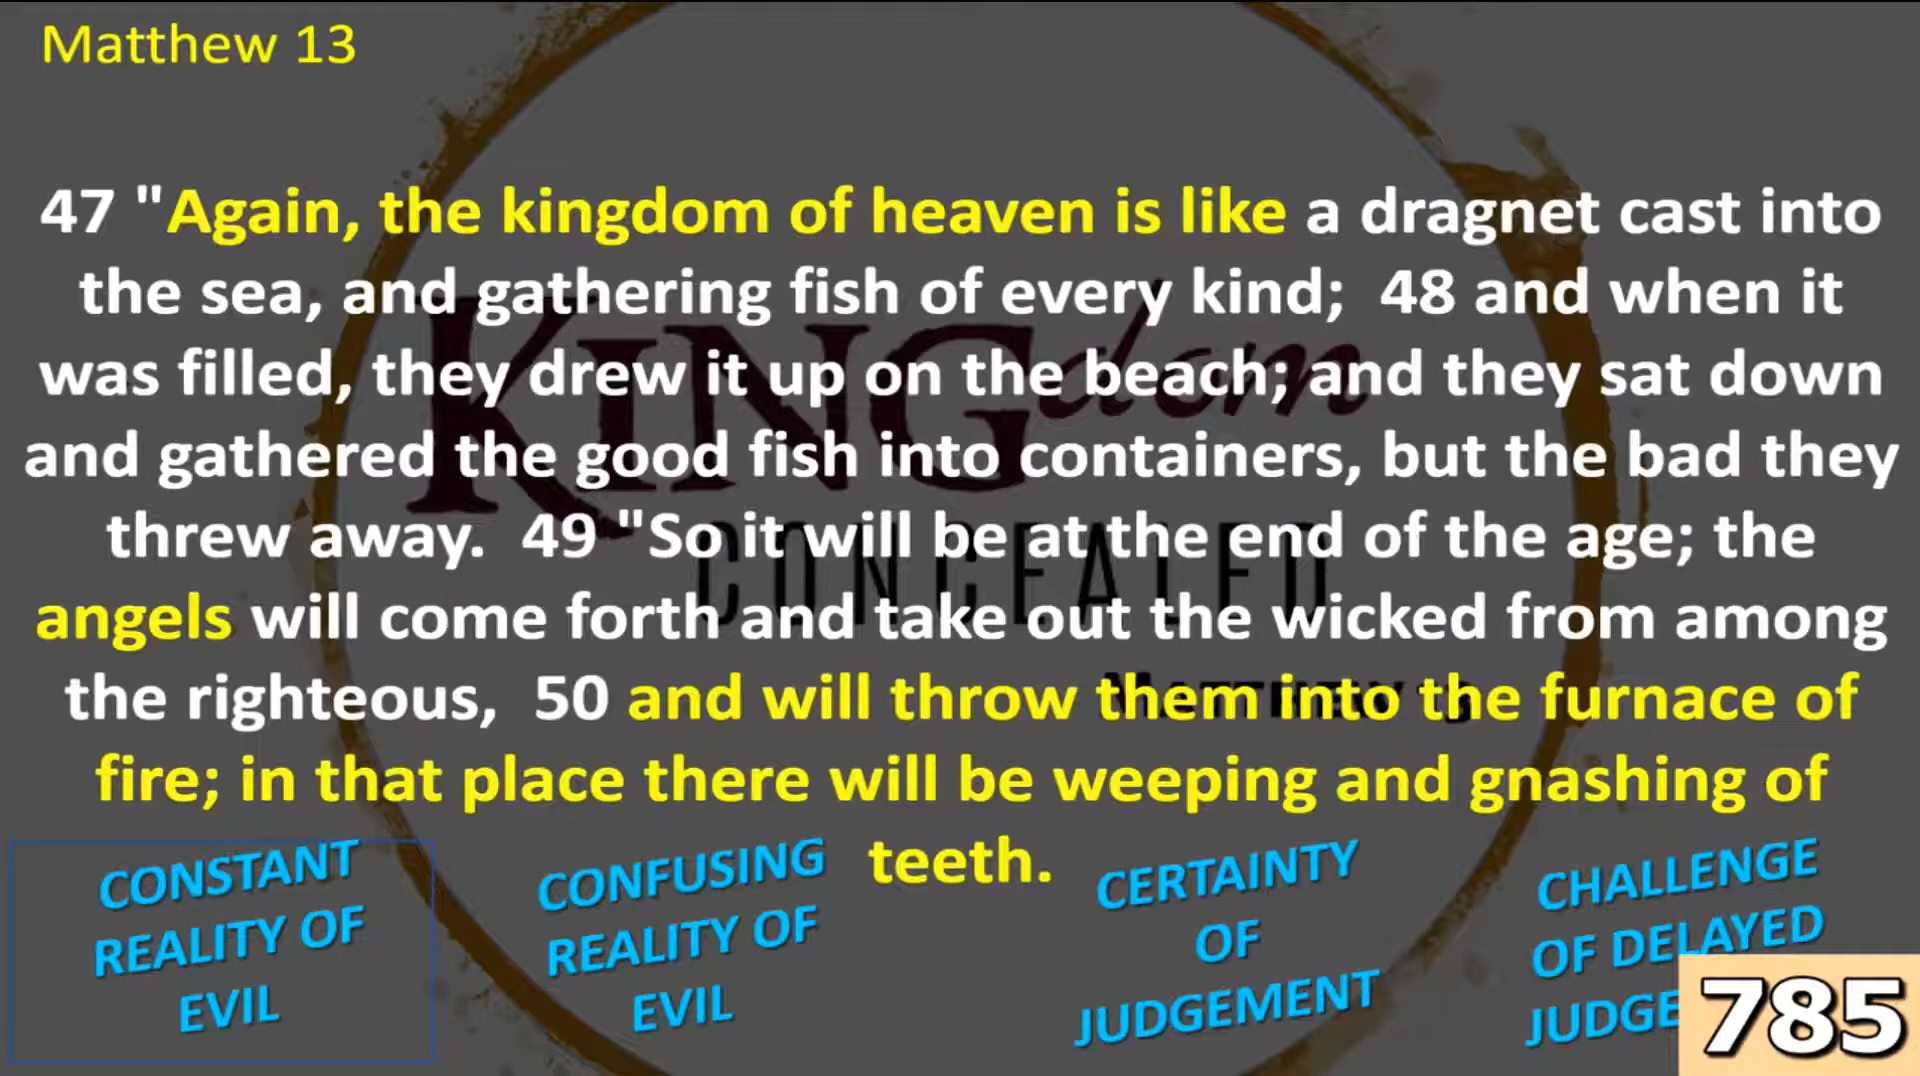 Matthew 13
47 "Again, the kingdom of heaven is like a dragnet cast into
the sea, and gathering fish of every kind;  48 and when it
was filled, they drew it up on the beach; and they sat down
and gathered the good fish into containers, but the bad they
threw away.  49 "So it will be at the end of the age; the
angels will come forth and take out the wicked from among
the righteous,  50 and will throw them into the furnace of
fire; in that place there will be weeping and gnashing of
teeth.
KINGdom
CONCEALED
CONSTANT
REALITY OF
EVIL
CONFUSING
REALITY OF
EVIL
CERTAINTY
OF
JUDGEMENT
CHALLENGE
OF DELAYED
JUDGE
785